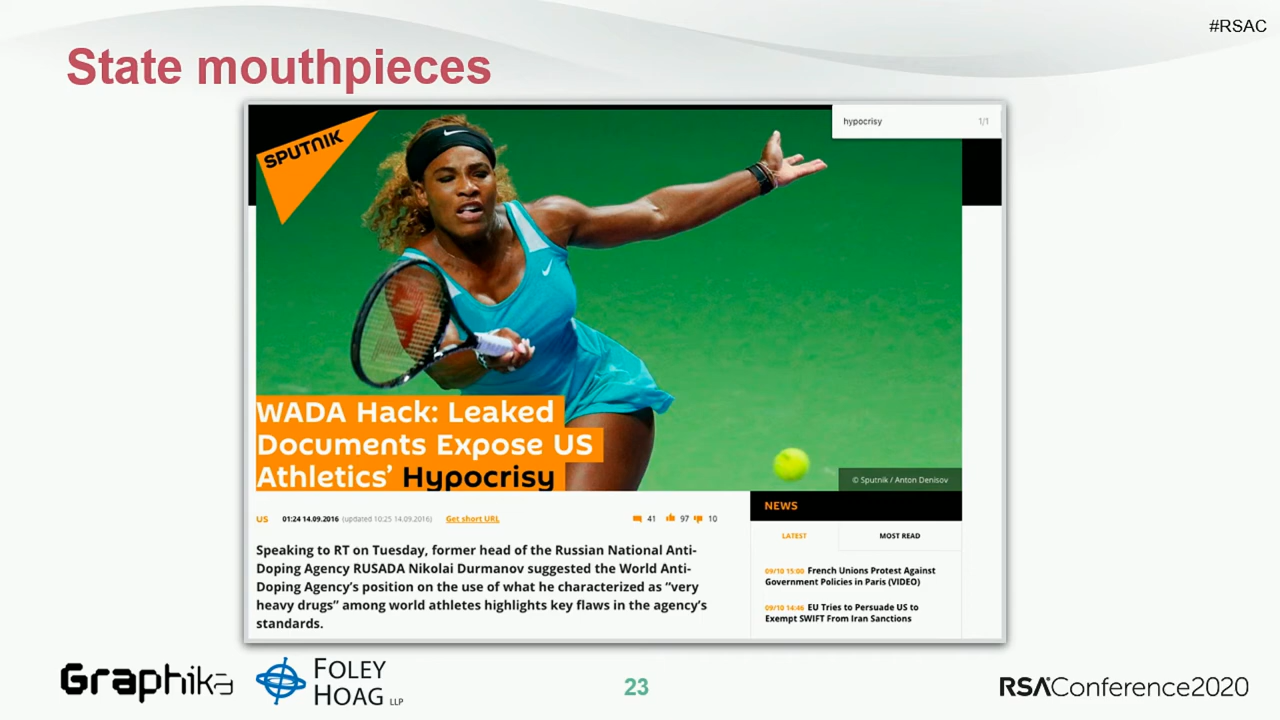 #RSAC
State mouthpieces
SPUTNIK
hypocrisy 1/1
WADA Hack: Leaked
Documents Expose US
Athletics' Hypocrisy
© Sputnik / Anton Denisov
US 01:24 14.09.2016 (updated 10:25 14.09.2016) Get short URL 41 97 10
Speaking to RT on Tuesday, former head of the Russian National Anti-
Doping Agency RUSADA Nikolai Durmanov suggested the World Anti-
Doping Agency's position on the use of what he characterized as "very
heavy drugs" among world athletes highlights key flaws in the agency's
standards.
NEWS
LATEST MOST READ
09/10 15:00 French Unions Protest Against
Government Policies in Paris (VIDEO)
09/10 14:46 EU Tries to Persuade US to
Exempt SWIFT From Iran Sanctions
Graphika
FOLEY
HOAG LLP
23
RSAConference2020